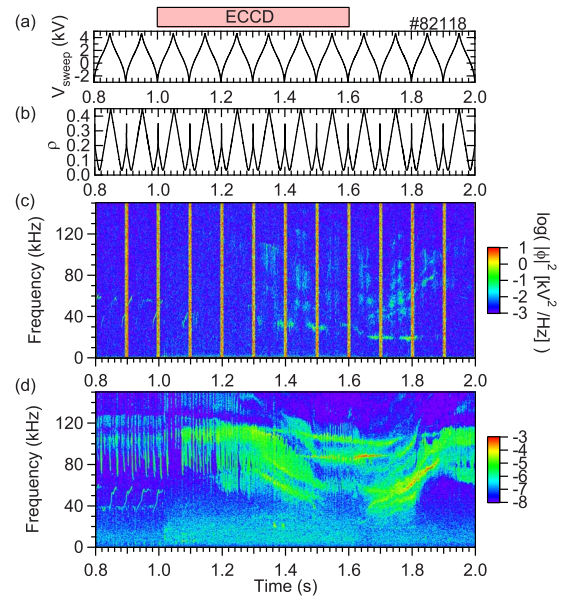 (a)
ECCD
#82118
V_sweep (kV)
4
2
0
-2
0.8 1.0 1.2 1.4 1.6 1.8 2.0
(b)
ρ
0.4
0.3
0.2
0.1
0.0
0.8 1.0 1.2 1.4 1.6 1.8 2.0
(c)
Frequency (kHz)
120
80
40
0
0.8 1.0 1.2 1.4 1.6 1.8 2.0
1
0
-1
-2
-3
log( |ϕ|² [kV² /Hz] )
(d)
Frequency (kHz)
120
80
40
0
0.8 1.0 1.2 1.4 1.6 1.8 2.0
Time (s)
-3
-4
-5
-6
-7
-8